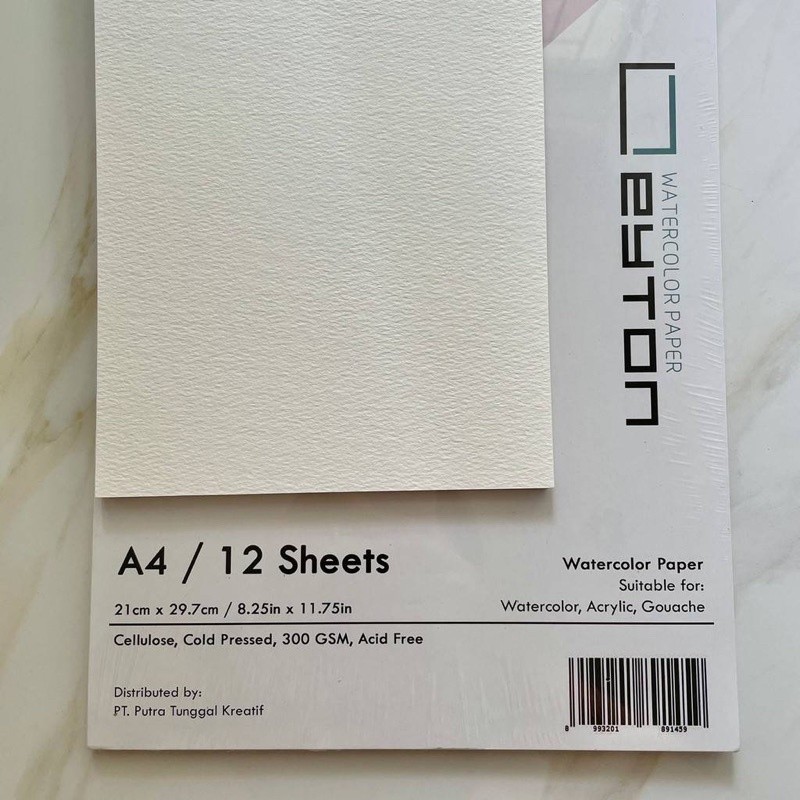 WATERCOLOR PAPER
eyton
A4 / 12 Sheets
21cm x 29.7cm / 8.25in x 11.75in
Cellulose, Cold Pressed, 300 GSM, Acid Free
Watercolor Paper
Suitable for:
Watercolor, Acrylic, Gouache
Distributed by:
PT. Putra Tunggal Kreatif
8 993201 891459